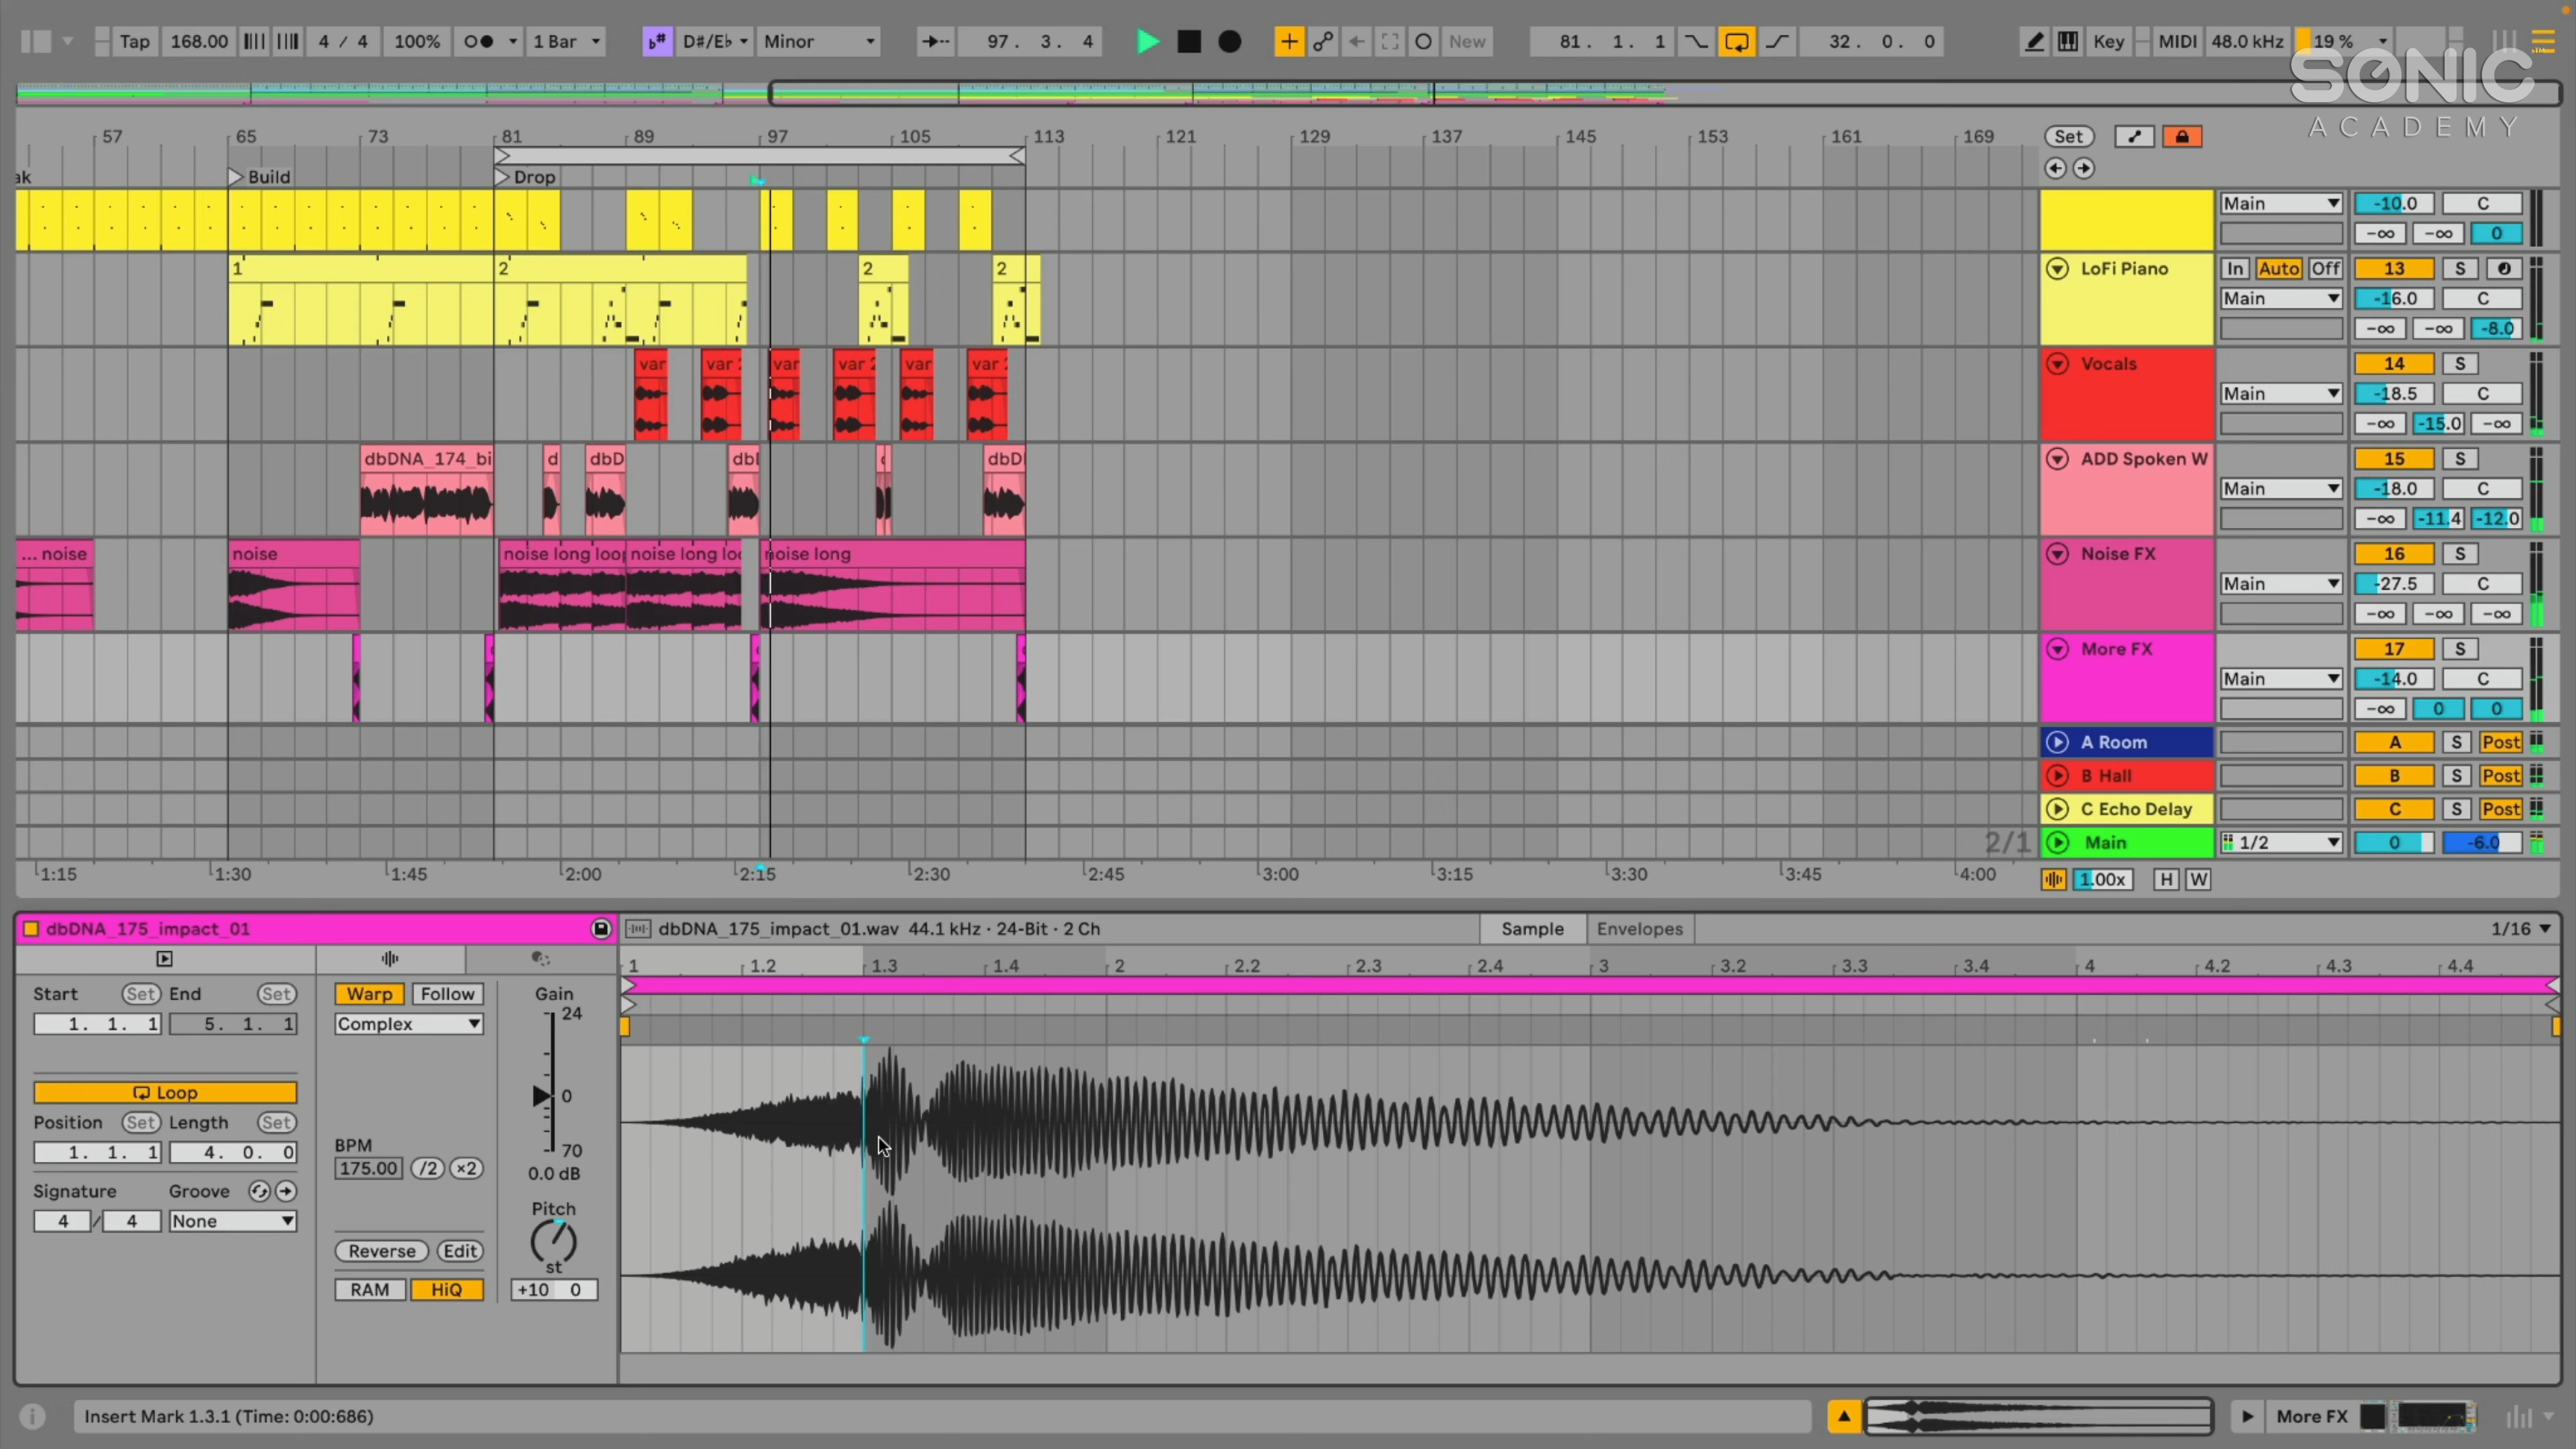 Tap 168.00 4 / 4 100% 1 Bar D#/E♭ Minor 97. 3. 4 New 81. 1. 1 32. 0. 0 Key MIDI 48.0 kHz 19 %
SONIC
ACADEMY
57 65 73 81 89 97 105 113 121 129 137 145 153 161 169 Set
ak Build Drop
Main -10.0 C
-∞ -∞ 0
1 2 2 2 LoFi Piano In Auto Off 13 S
Main -16.0 C
-∞ -∞ -8.0
var var 2 var var 2 var var 2 Vocals 14 S
Main -18.5 C
-∞ -15.0 -∞
dbDNA_174_bi d dbD dbI dbDI ADD Spoken W 15 S
Main -18.0 C
-∞ -11.4 -12.0
... noise noise noise long loop noise long loo noise long Noise FX 16 S
Main -27.5 C
-∞ -∞ -∞
More FX 17 S
Main -14.0 C
-∞ 0 0
A Room A S Post
B Hall B S Post
C Echo Delay C S Post
2/1 Main 1/2 0 -6.0
1:15 1:30 1:45 2:00 2:15 2:30 2:45 3:00 3:15 3:30 3:45 4:00 1.00x H W
dbDNA_175_impact_01 dbDNA_175_impact_01.wav 44.1 kHz · 24-Bit · 2 Ch Sample Envelopes 1/16
1 1.2 1.3 1.4 2 2.2 2.3 2.4 3 3.2 3.3 3.4 4 4.2 4.3 4.4
Start Set End Set Warp Follow Gain
1. 1. 1 5. 1. 1 Complex 24
Loop 0
Position Set Length Set
1. 1. 1 4. 0. 0 BPM 70
175.00 /2 ×2 0.0 dB
Signature Groove Pitch
4 / 4 None
Reverse Edit st
RAM HiQ +10 0
Insert Mark 1.3.1 (Time: 0:00:686) More FX